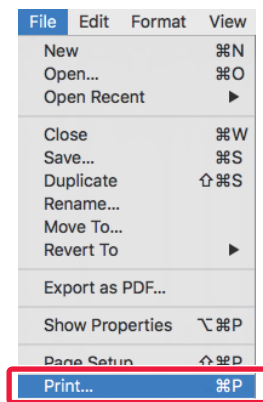 File Edit Format View
New ⌘N
Open... ⌘O
Open Recent ▶
Close ⌘W
Save... ⌘S
Duplicate ⇧⌘S
Rename...
Move To...
Revert To ▶
Export as PDF...
Show Properties ⌥⌘P
Page Setup ⇧⌘P
Print... ⌘P